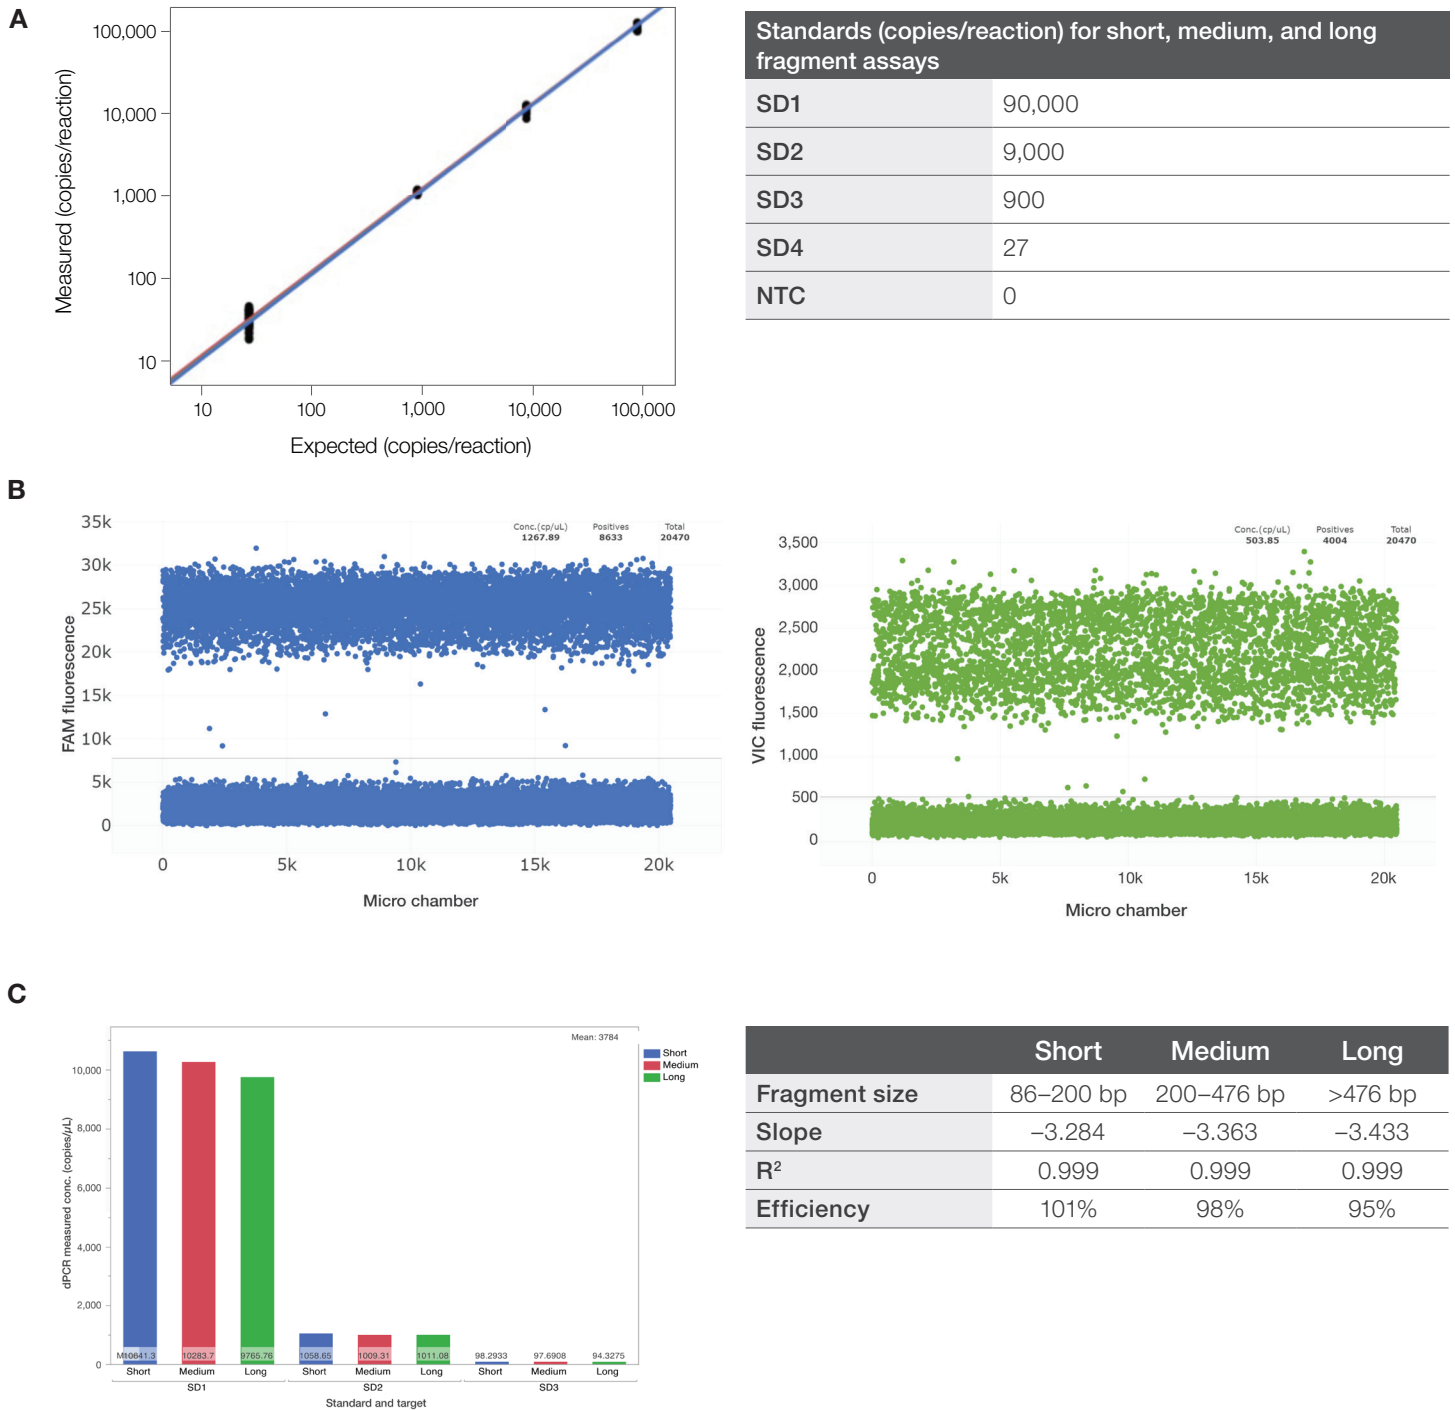 A
100,000
10,000
1,000
100
10
10 100 1,000 10,000 100,000
Measured (copies/reaction)
Expected (copies/reaction)
Standards (copies/reaction) for short, medium, and long
fragment assays
SD1 90,000
SD2 9,000
SD3 900
SD4 27
NTC 0
B
35k
30k
25k
20k
15k
10k
5k
0
0 5k 10k 15k 20k
FAM fluorescence
Micro chamber
Conc.(cp/uL) Positives Total
1267.89 8633 20470
3,500
3,000
2,500
2,000
1,500
1,000
500
0
0 5k 10k 15k 20k
VIC fluorescence
Micro chamber
Conc.(cp/uL) Positives Total
503.85 4004 20470
C
Mean: 3784
Short
Medium
Long
10,000
8,000
6,000
4,000
2,000
0
dPCR measured conc. (copies/µL)
10283.7 9765.76 1058.65 1009.31 1011.08 98.2933 97.6908 94.3275
Short Medium Long Short Medium Long Short Medium Long
SD1 SD2 SD3
Standard and target
Short Medium Long
Fragment size 86–200 bp 200–476 bp >476 bp
Slope –3.284 –3.363 –3.433
R² 0.999 0.999 0.999
Efficiency 101% 98% 95%